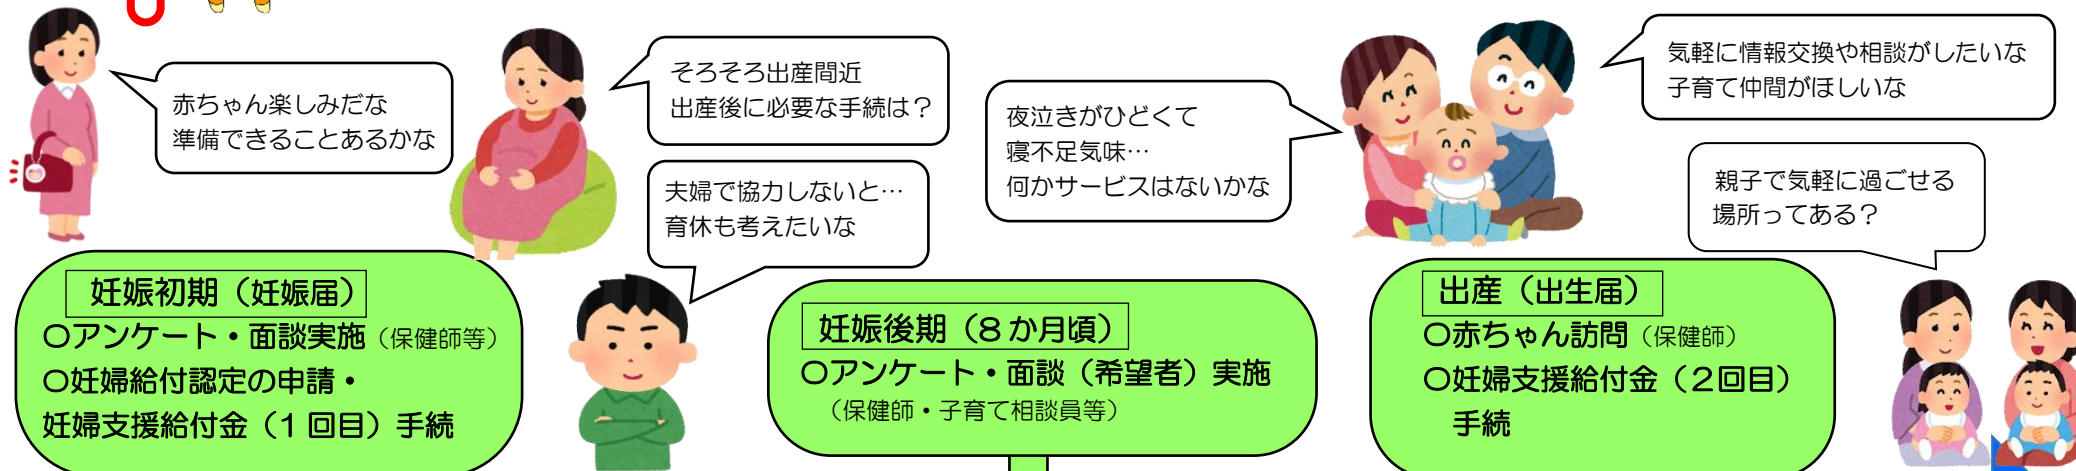 赤ちゃん楽しみだな
準備できることあるかな
そろそろ出産間近
出産後に必要な手続は？
夫婦で協力しないと…
育休も考えたいな
夜泣きがひどくて
寝不足気味…
何かサービスはないかな
気軽に情報交換や相談がしたいな
子育て仲間がほしいな
親子で気軽に過ごせる
場所ってある？
妊娠初期（妊娠届）
〇アンケート・面談実施（保健師等）
〇妊婦給付認定の申請・
妊婦支援給付金（1回目）手続
妊娠後期（8か月頃）
〇アンケート・面談（希望者）実施
（保健師・子育て相談員等）
出産（出生届）
〇赤ちゃん訪問（保健師）
〇妊婦支援給付金（2回目）
手続